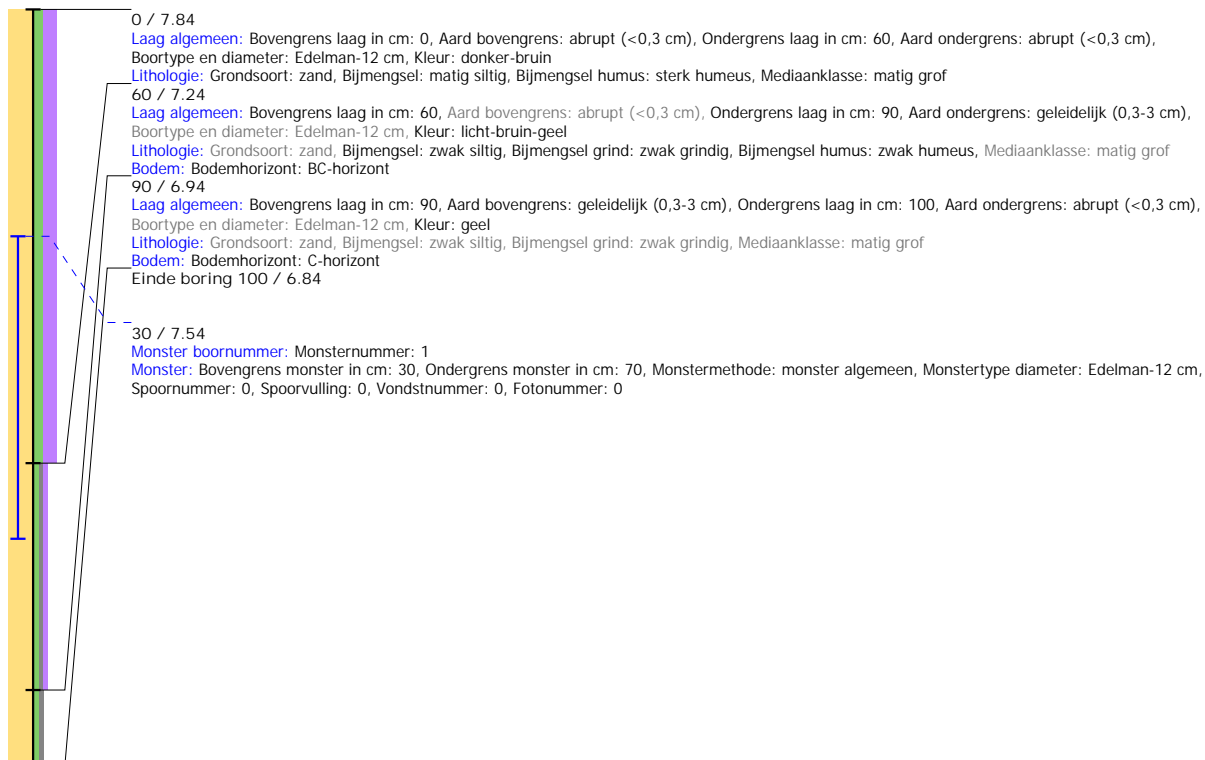 0 / 7.84
Laag algemeen: Bovengrens laag in cm: 0, Aard bovengrens: abrupt (<0,3 cm), Ondergrens laag in cm: 60, Aard ondergrens: abrupt (<0,3 cm),
Boortype en diameter: Edelman-12 cm, Kleur: donker-bruin
Lithologie: Grondsoort: zand, Bijmengsel: matig siltig, Bijmengsel humus: sterk humeus, Mediaanklasse: matig grof
60 / 7.24
Laag algemeen: Bovengrens laag in cm: 60, Aard bovengrens: abrupt (<0,3 cm), Ondergrens laag in cm: 90, Aard ondergrens: geleidelijk (0,3-3 cm),
Boortype en diameter: Edelman-12 cm, Kleur: licht-bruin-geel
Lithologie: Grondsoort: zand, Bijmengsel: zwak siltig, Bijmengsel grind: zwak grindig, Bijmengsel humus: zwak humeus, Mediaanklasse: matig grof
Bodem: Bodemhorizont: BC-horizont
90 / 6.94
Laag algemeen: Bovengrens laag in cm: 90, Aard bovengrens: geleidelijk (0,3-3 cm), Ondergrens laag in cm: 100, Aard ondergrens: abrupt (<0,3 cm),
Boortype en diameter: Edelman-12 cm, Kleur: geel
Lithologie: Grondsoort: zand, Bijmengsel: zwak siltig, Bijmengsel grind: zwak grindig, Mediaanklasse: matig grof
Bodem: Bodemhorizont: C-horizont
Einde boring 100 / 6.84
30 / 7.54
Monster boornummer: Monsternummer: 1
Monster: Bovengrens monster in cm: 30, Ondergrens monster in cm: 70, Monstermethode: monster algemeen, Monstertype diameter: Edelman-12 cm,
Spoornummer: 0, Spoorvulling: 0, Vondstnummer: 0, Fotonummer: 0